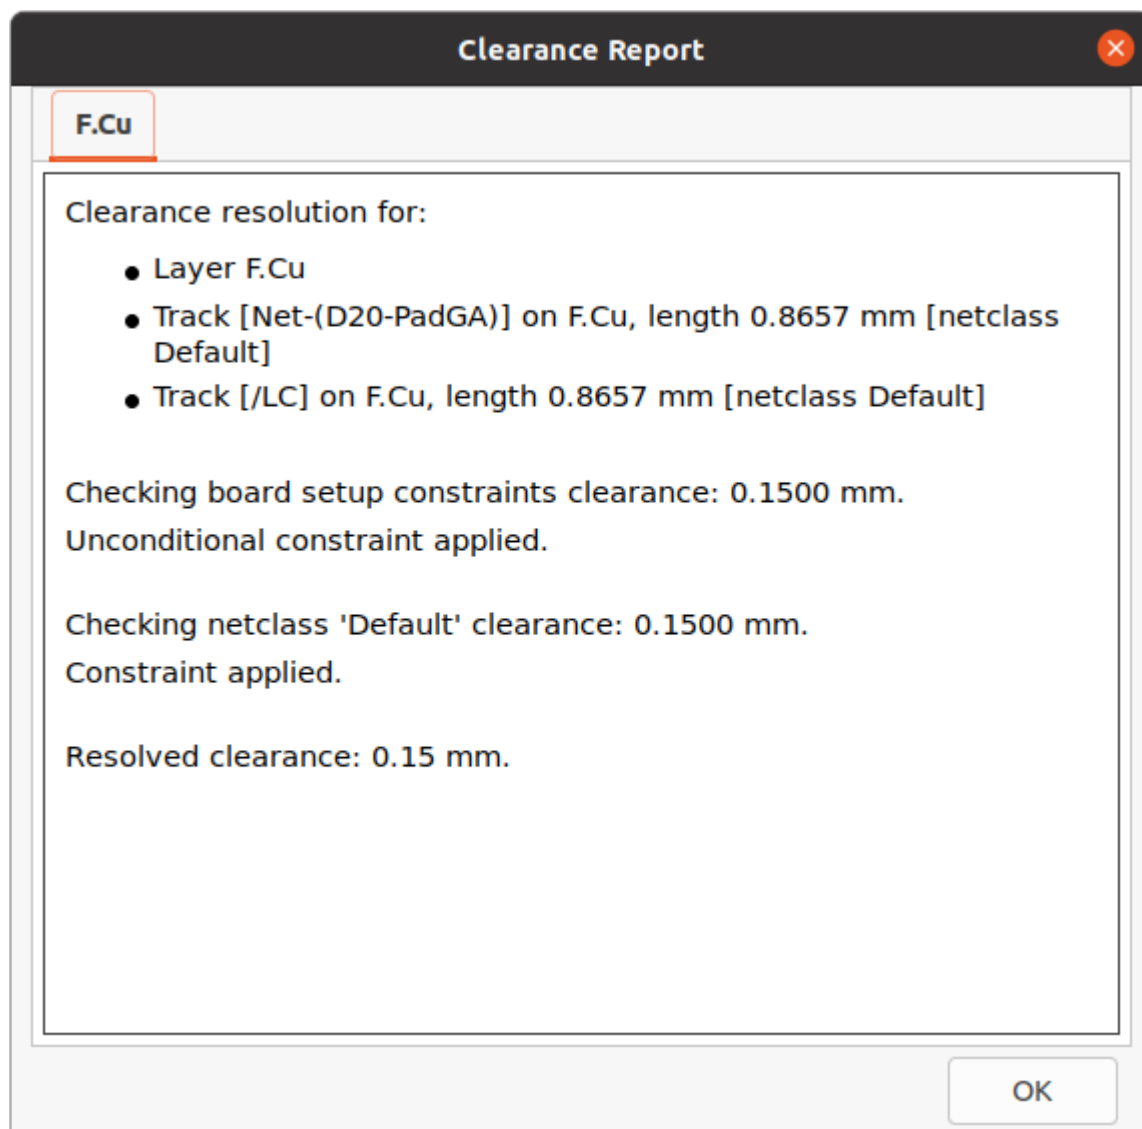 Clearance Report
F.Cu
Clearance resolution for:
● Layer F.Cu
● Track [Net-(D20-PadGA)] on F.Cu, length 0.8657 mm [netclass
Default]
● Track [/LC] on F.Cu, length 0.8657 mm [netclass Default]
Checking board setup constraints clearance: 0.1500 mm.
Unconditional constraint applied.
Checking netclass 'Default' clearance: 0.1500 mm.
Constraint applied.
Resolved clearance: 0.15 mm.
OK